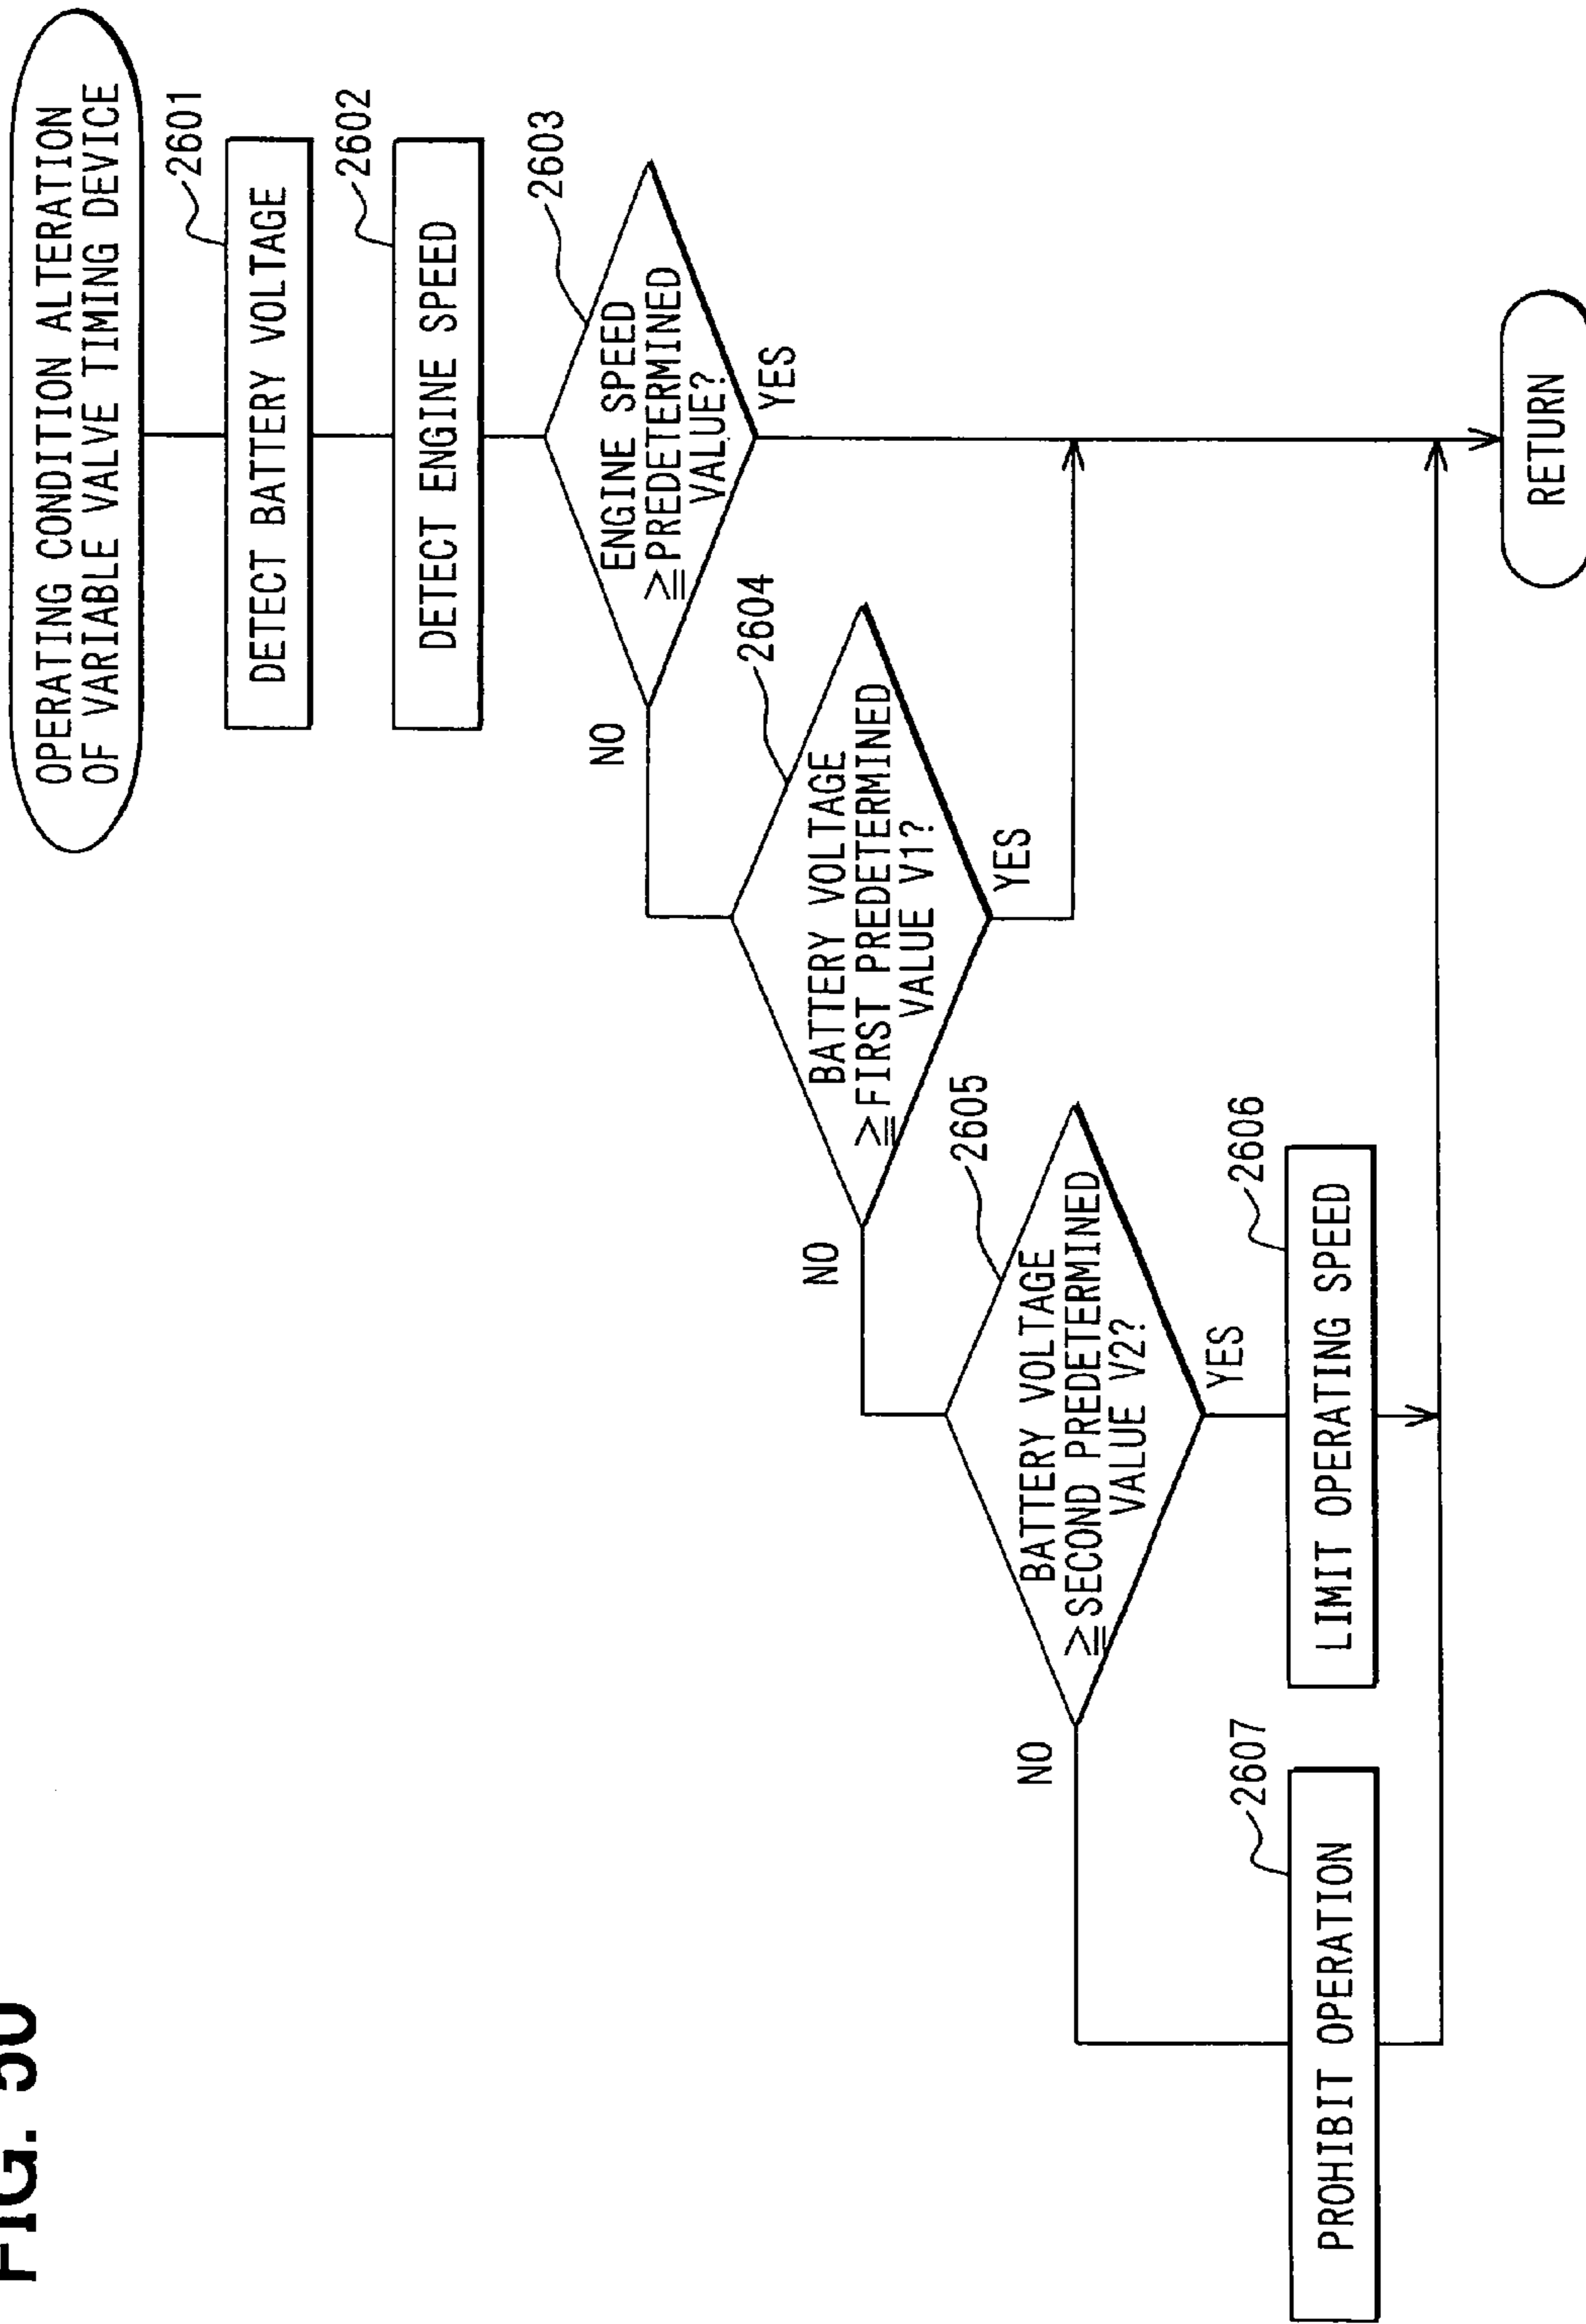 FIG. 50
OPERATING CONDITION ALTERATION
OF VARIABLE VALVE TIMING DEVICE
2601
DETECT BATTERY VOLTAGE
2602
DETECT ENGINE SPEED
2603
ENGINE SPEED
≧PREDETERMINED
VALUE?
YES
NO
2604
BATTERY VOLTAGE
≧FIRST PREDETERMINED
VALUE V1?
YES
NO
2605
BATTERY VOLTAGE
≧SECOND PREDETERMINED
VALUE V2?
YES
NO
2606
LIMIT OPERATING SPEED
2607
PROHIBIT OPERATION
RETURN